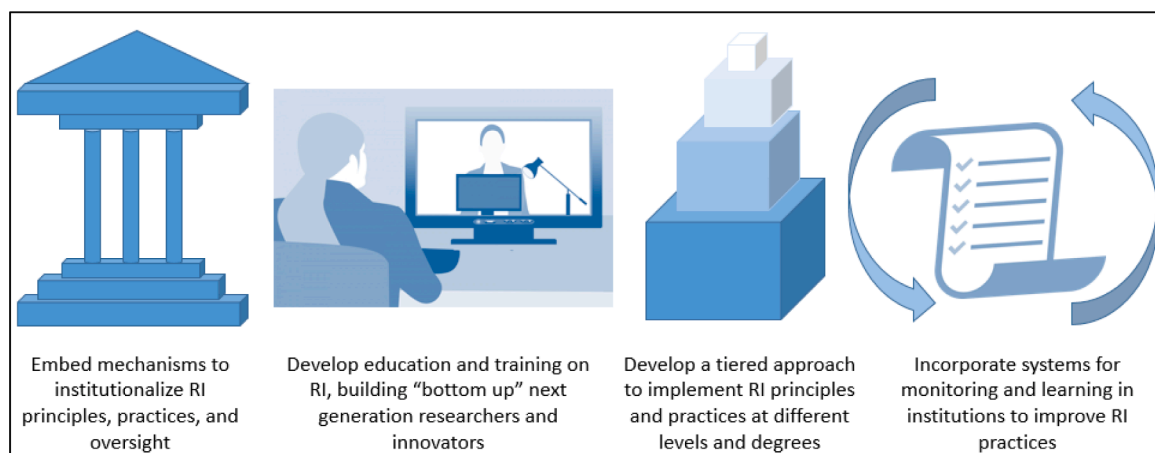 Embed mechanisms to
institutionalize RI
principles, practices, and
oversight
Develop education and training on
RI, building “bottom up” next
generation researchers and
innovators
Develop a tiered approach
to implement RI principles
and practices at different
levels and degrees
Incorporate systems for
monitoring and learning in
institutions to improve RI
practices